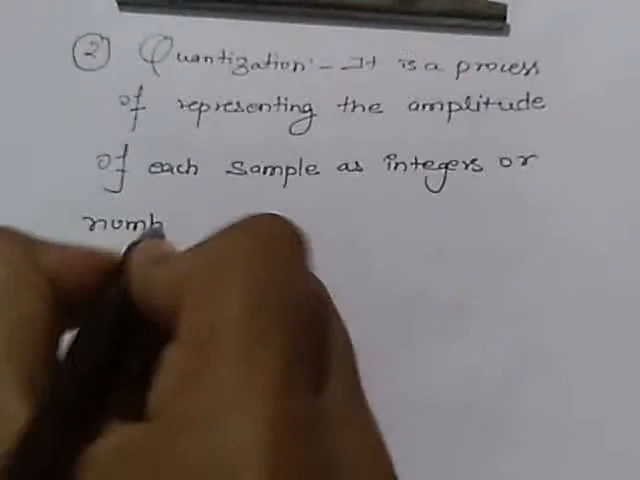 ② Quantization:- It is a process
of representing the amplitude
of each sample as integers or
numb